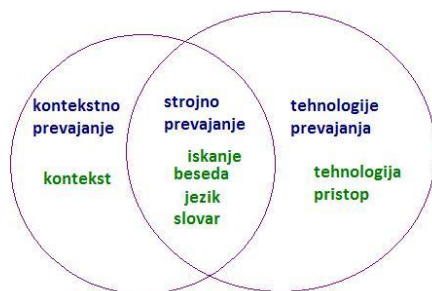 kontekstno
prevajanje
kontekst
strojno
prevajanje
iskanje
beseda
jezik
slovar
tehnologije
prevajanja
tehnologija
pristop